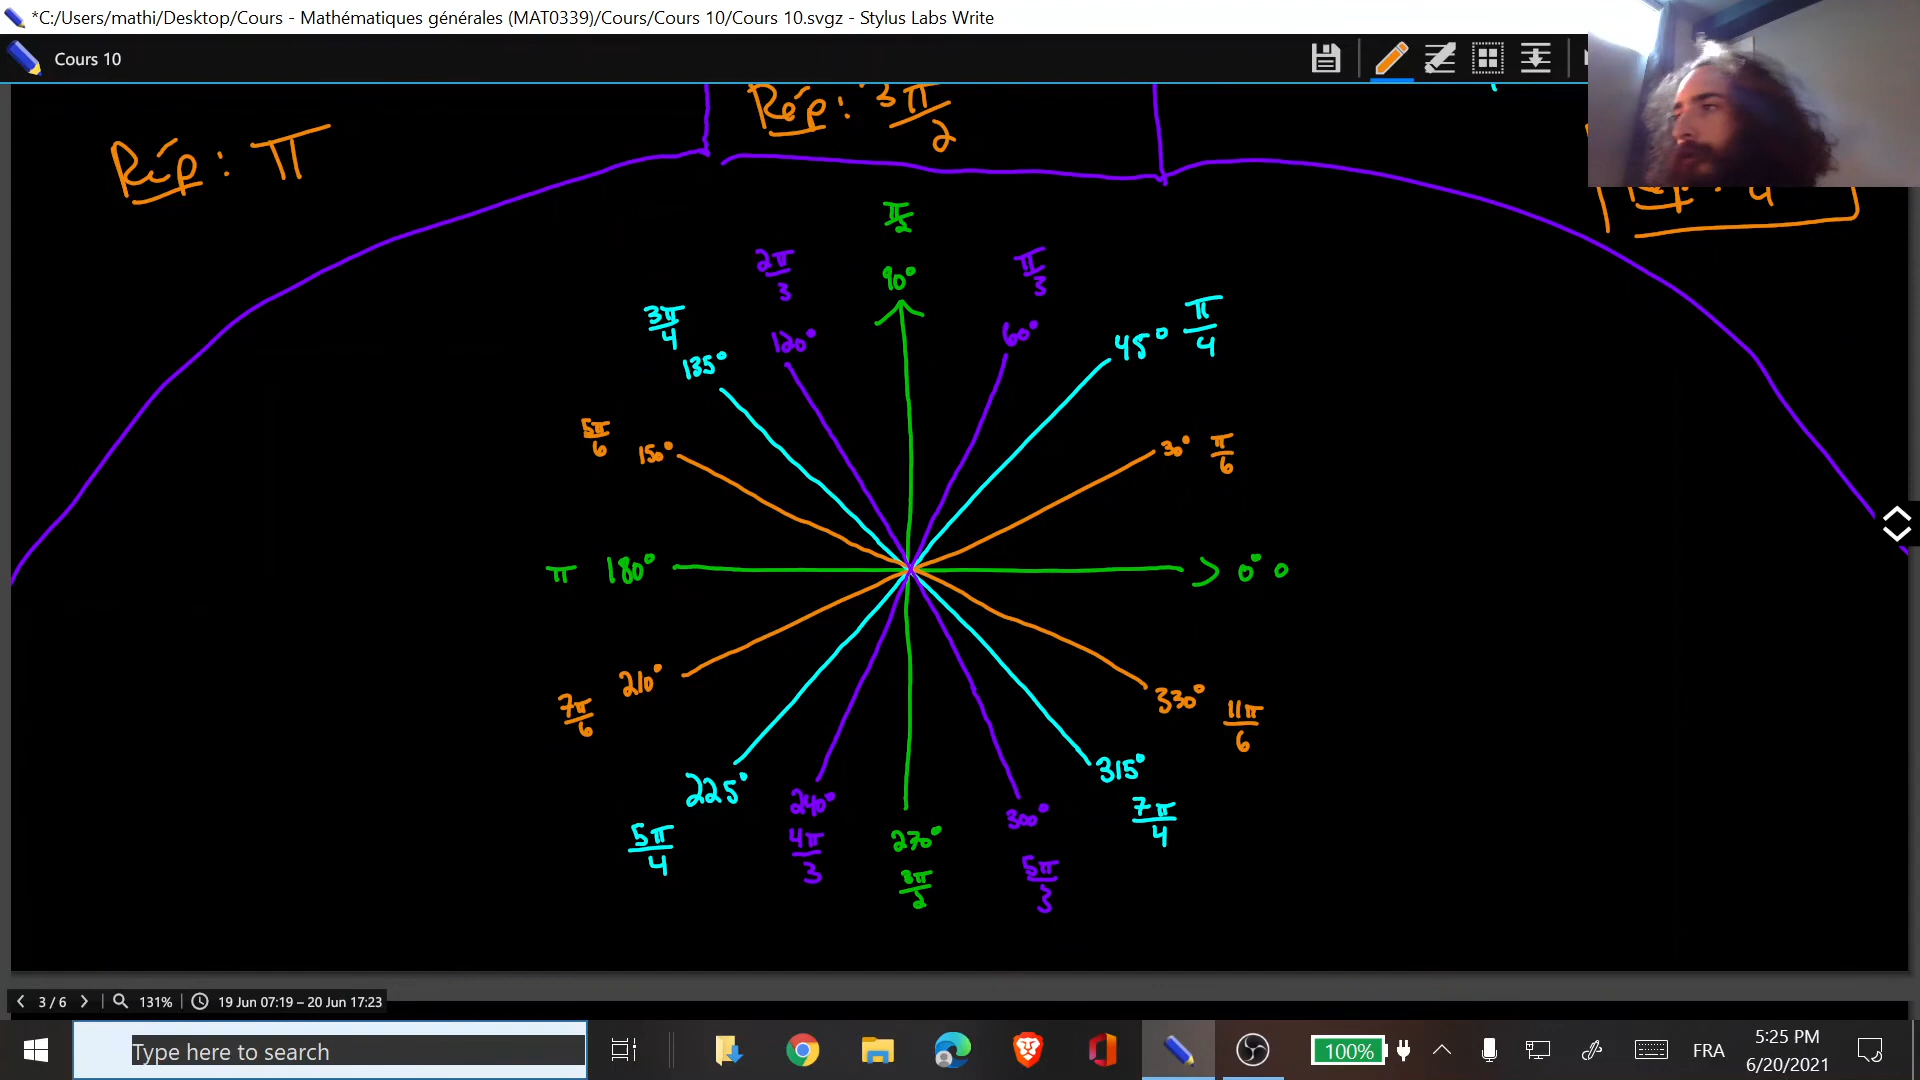 *C:/Users/mathi/Desktop/Cours - Mathématiques générales (MAT0339)/Cours/Cours 10/Cours 10.svgz - Stylus Labs Write
Cours 10
Rép: π
Rép: 3π/2
4
π/2
90°
2π/3
120°
π/3
60°
3π/4
135°
45° π/4
5π/6 150°
30° π/6
π 180°
0° 0
7π/6 210°
330° 11π/6
225°
5π/4
240°
4π/3
270°
3π/2
300°
5π/3
315°
7π/4
3/6 131% 19 Jun 07:19 – 20 Jun 17:23
Type here to search
100%
FRA
5:25 PM
6/20/2021